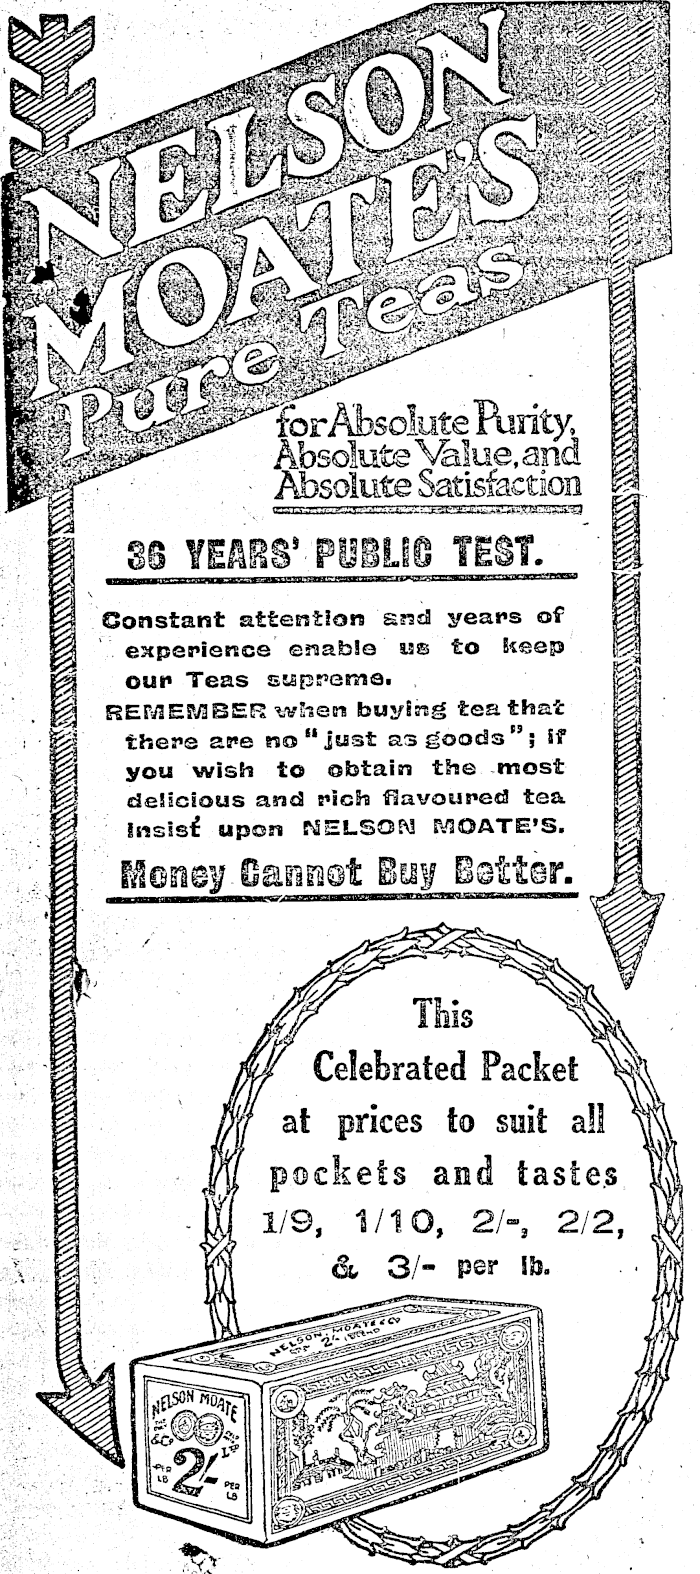 NELSON
MOATE'S
Pure Teas
for Absolute Purity,
Absolute Value, and
Absolute Satisfaction
36 YEARS' PUBLIC TEST.
Constant attention and years of
experience enable us to keep
our Teas supreme.
REMEMBER when buying tea that
there are no "just as goods"; if
you wish to obtain the most
delicious and rich flavoured tea
insist upon NELSON MOATE'S.
Money Cannot Buy Better.
This
Celebrated Packet
at prices to suit all
pockets and tastes
1/9, 1/10, 2/-, 2/2,
& 3/- per lb.
NELSON MOATE & Co
2/-
NELSON MOATE
& Co LTD
2/-
PER LB
PER LB